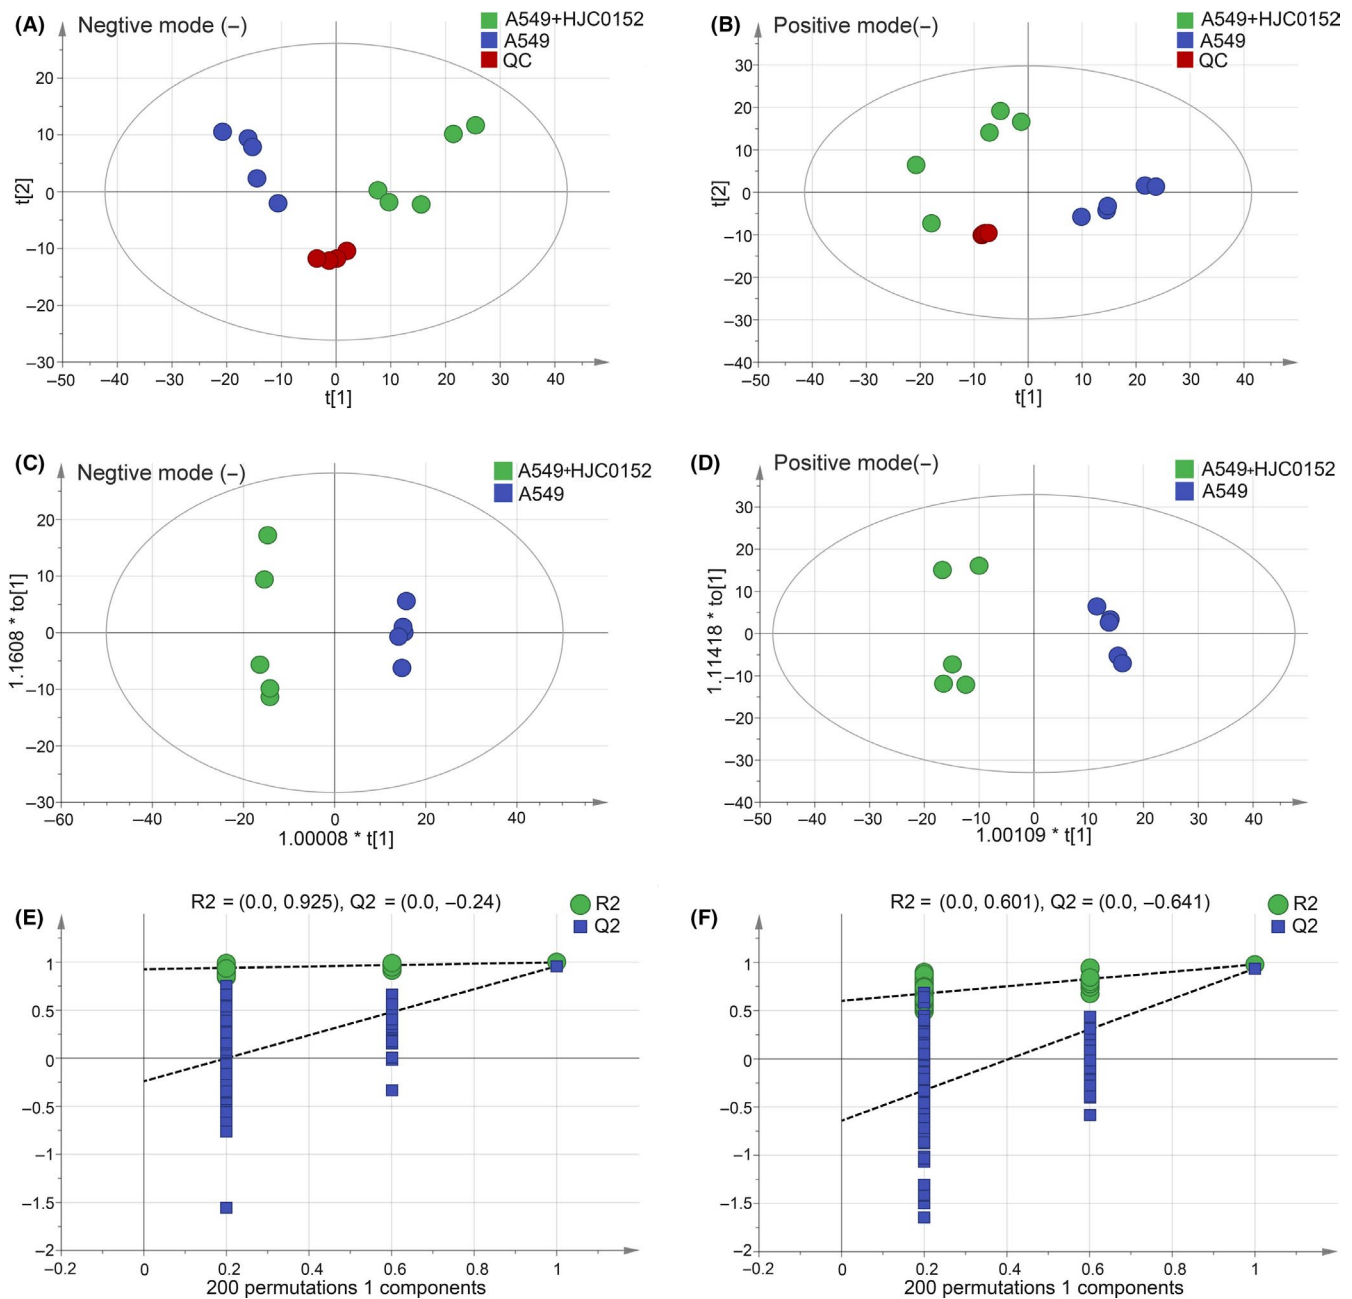 (A) Negtive mode (–)
A549+HJC0152
A549
QC
t[2]
20
10
0
–10
–20
–30
–50 –40 –30 –20 –10 0 10 20 30 40
t[1]
(B) Positive mode(–)
A549+HJC0152
A549
QC
t[2]
30
20
10
0
–10
–20
–30
–40
–50 –40 –30 –20 –10 0 10 20 30 40
t[1]
(C) Negtive mode (–)
A549+HJC0152
A549
1.1608 * to[1]
20
10
0
–10
–20
–30
–60 –40 –20 0 20 40
1.00008 * t[1]
(D) Positive mode(–)
A549+HJC0152
A549
1.11418 * to[1]
30
20
10
0
–10
–20
–30
–40
–50 –40 –30 –20 –10 0 10 20 30 40
1.00109 * t[1]
(E) R2 = (0.0, 0.925), Q2 = (0.0, –0.24)
R2
Q2
1
0.5
0
–0.5
–1
–1.5
–2
–0.2 0 0.2 0.4 0.6 0.8 1
200 permutations 1 components
(F) R2 = (0.0, 0.601), Q2 = (0.0, –0.641)
R2
Q2
1
0.5
0
–0.5
–1
–1.5
–2
–0.2 0 0.2 0.4 0.6 0.8 1
200 permutations 1 components